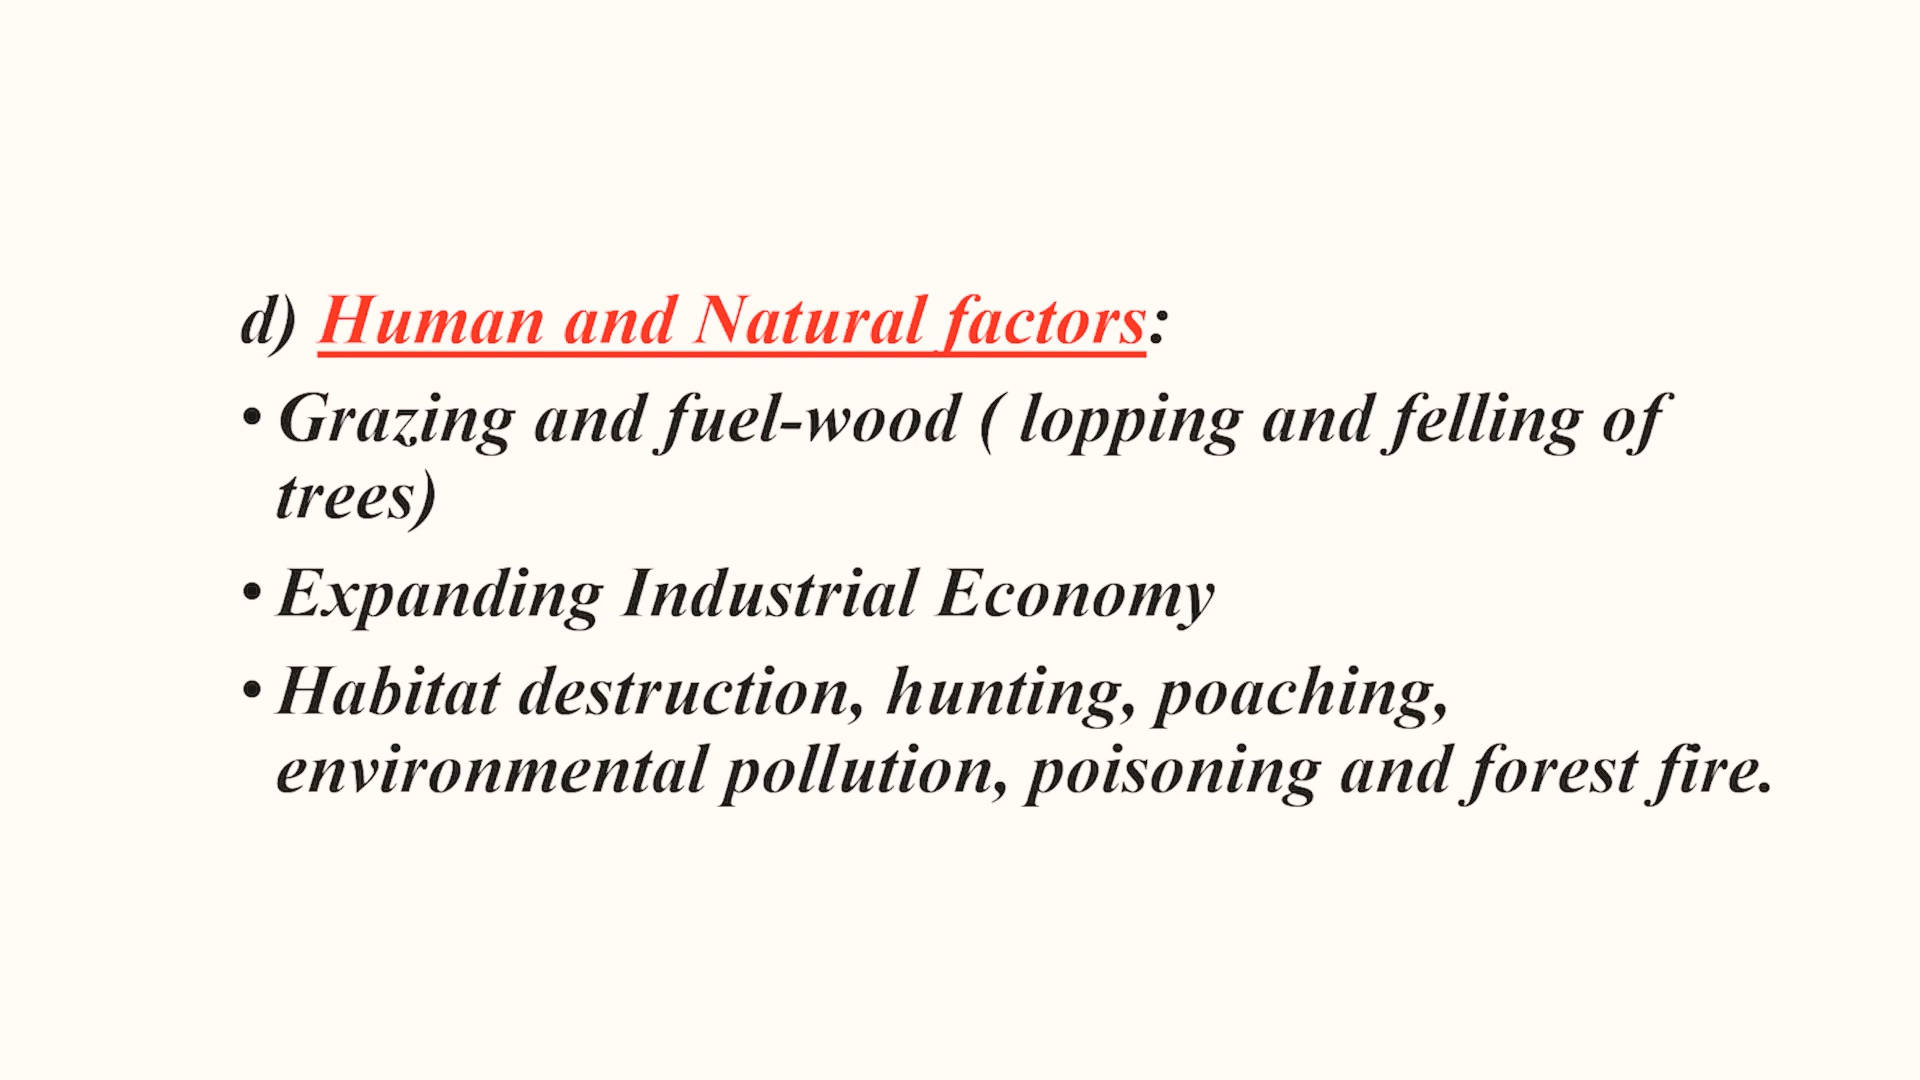 d) Human and Natural factors:
• Grazing and fuel-wood ( lopping and felling of
trees)
• Expanding Industrial Economy
• Habitat destruction, hunting, poaching,
environmental pollution, poisoning and forest fire.